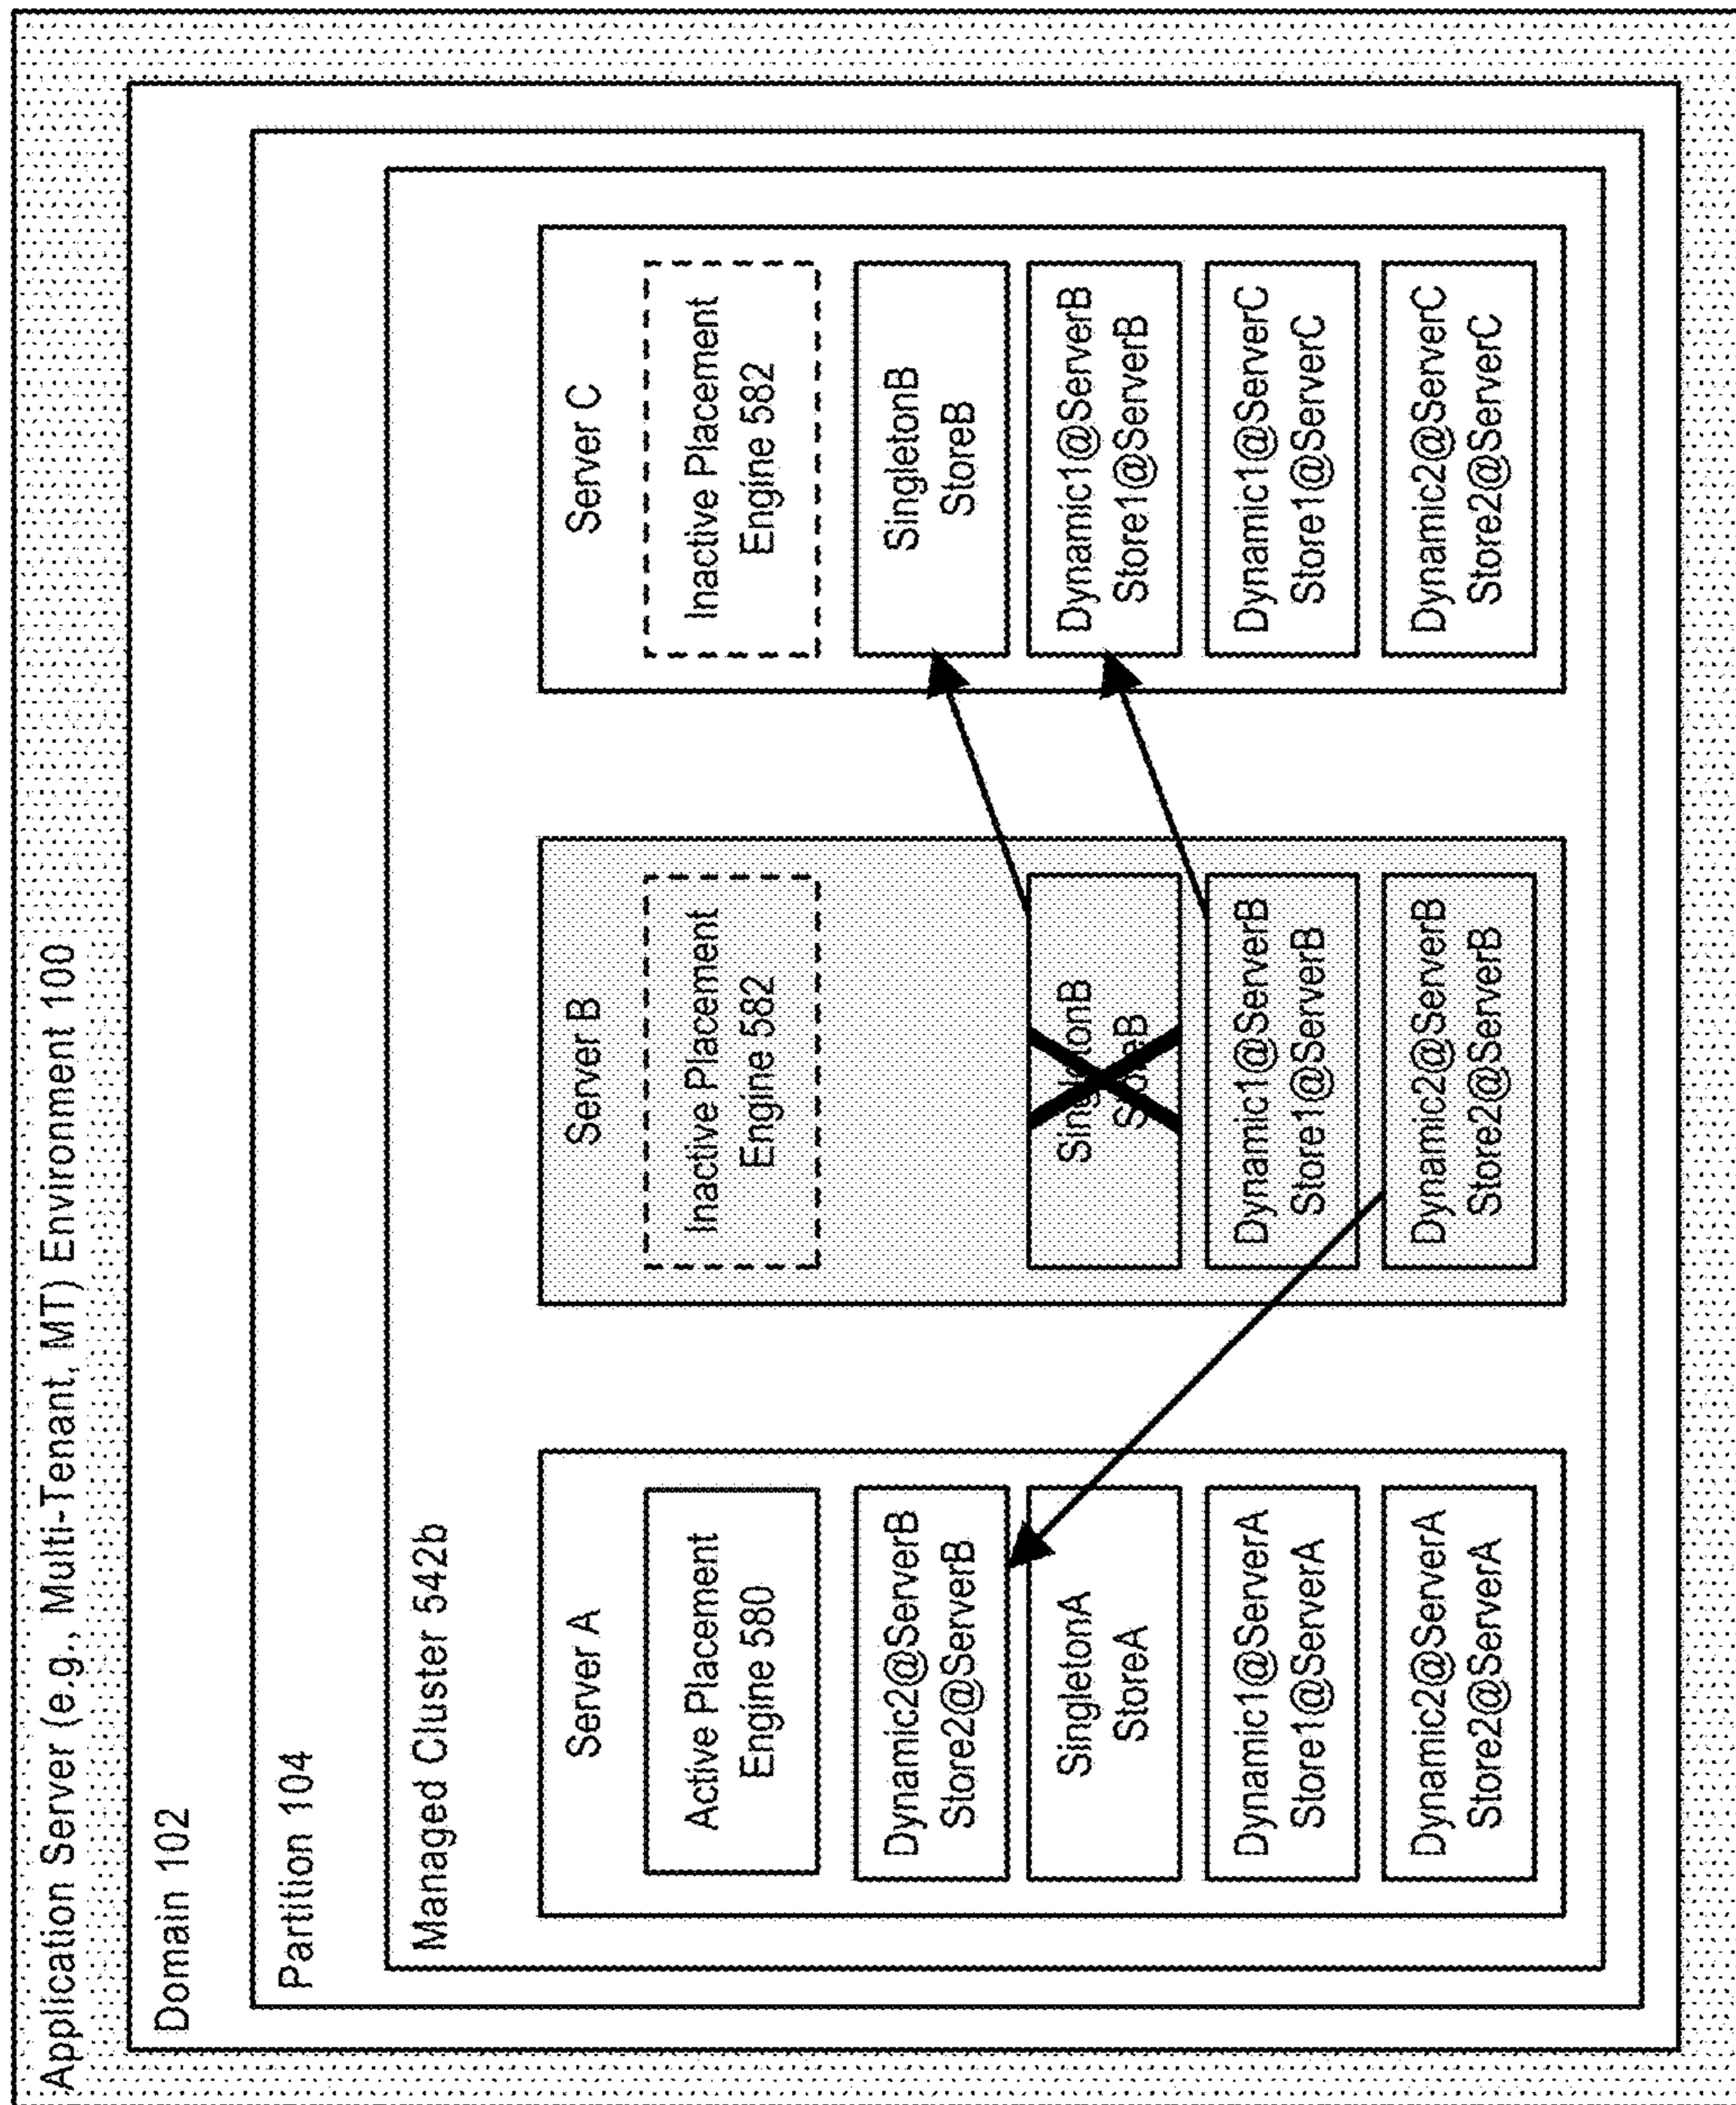 Application Server (e.g., Multi-Tenant, MT) Environment 100
Domain 102
Partition 104
Managed Cluster 542b
Server A
Active Placement
Engine 580
Dynamic2@ServerB
Store2@ServerB
SingletonA
StoreA
Dynamic1@ServerA
Store1@ServerA
Dynamic2@ServerA
Store2@ServerA
Server B
Inactive Placement
Engine 582
SingletonB
StoreB
Dynamic1@ServerB
Store1@ServerB
Dynamic2@ServerB
Store2@ServerB
Server C
Inactive Placement
Engine 582
SingletonB
StoreB
Dynamic1@ServerB
Store1@ServerB
Dynamic1@ServerC
Store1@ServerC
Dynamic2@ServerC
Store2@ServerC